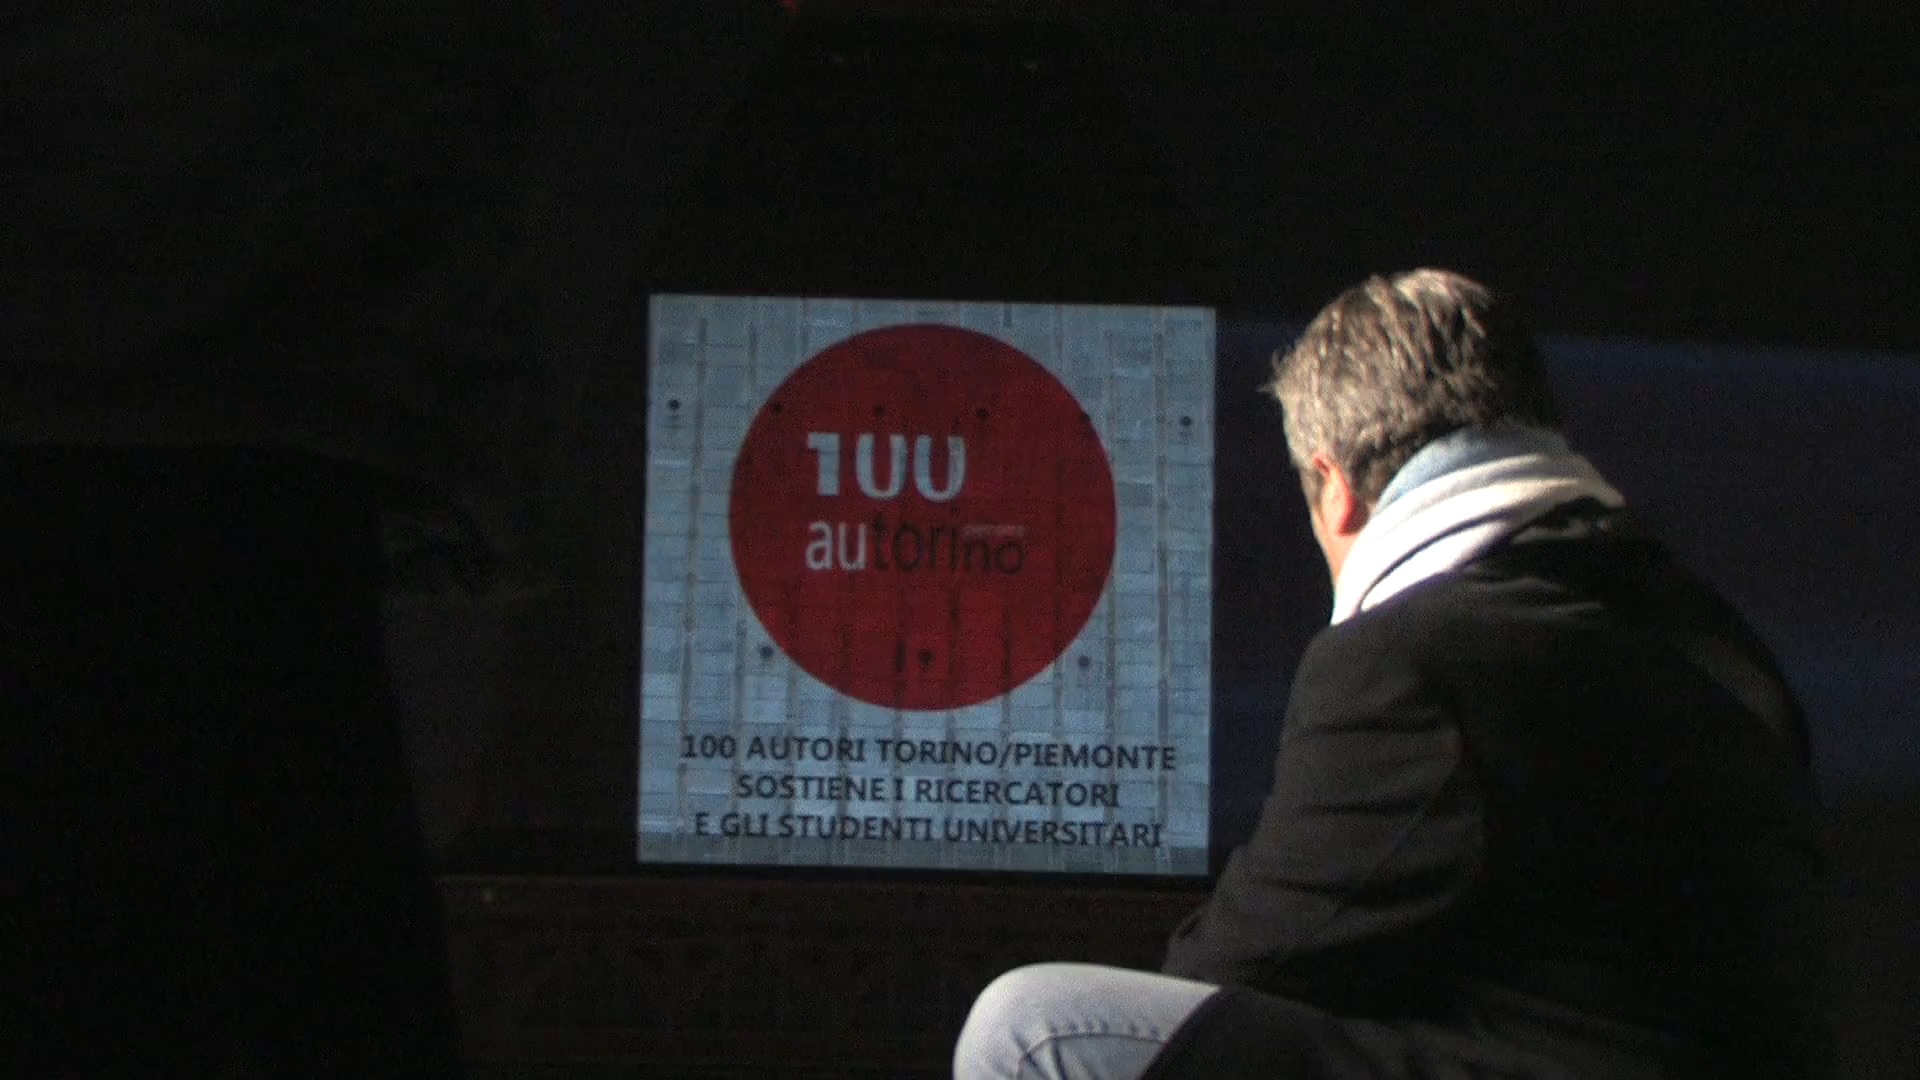 100
autorino
100 AUTORI TORINO/PIEMONTE
SOSTIENE I RICERCATORI
E GLI STUDENTI UNIVERSITARI